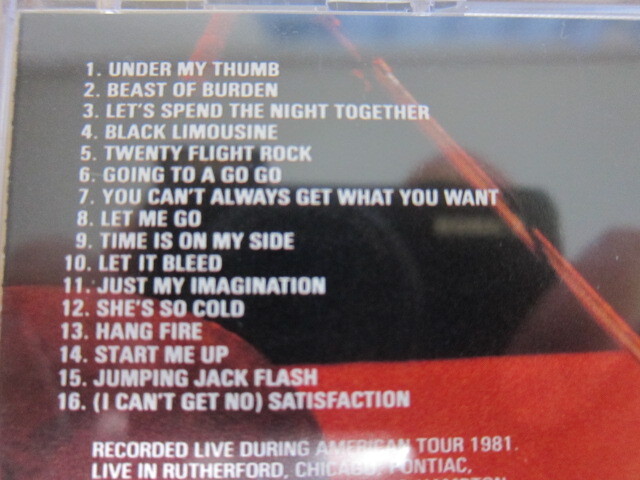 1. UNDER MY THUMB
2. BEAST OF BURDEN
3. LET'S SPEND THE NIGHT TOGETHER
4. BLACK LIMOUSINE
5. TWENTY FLIGHT ROCK
6. GOING TO A GO GO
7. YOU CAN'T ALWAYS GET WHAT YOU WANT
8. LET ME GO
9. TIME IS ON MY SIDE
10. LET IT BLEED
11. JUST MY IMAGINATION
12. SHE'S SO COLD
13. HANG FIRE
14. START ME UP
15. JUMPING JACK FLASH
16. (I CAN'T GET NO) SATISFACTION
RECORDED LIVE DURING AMERICAN TOUR 1981.
LIVE IN RUTHERFORD, CHICAGO, PONTIAC,